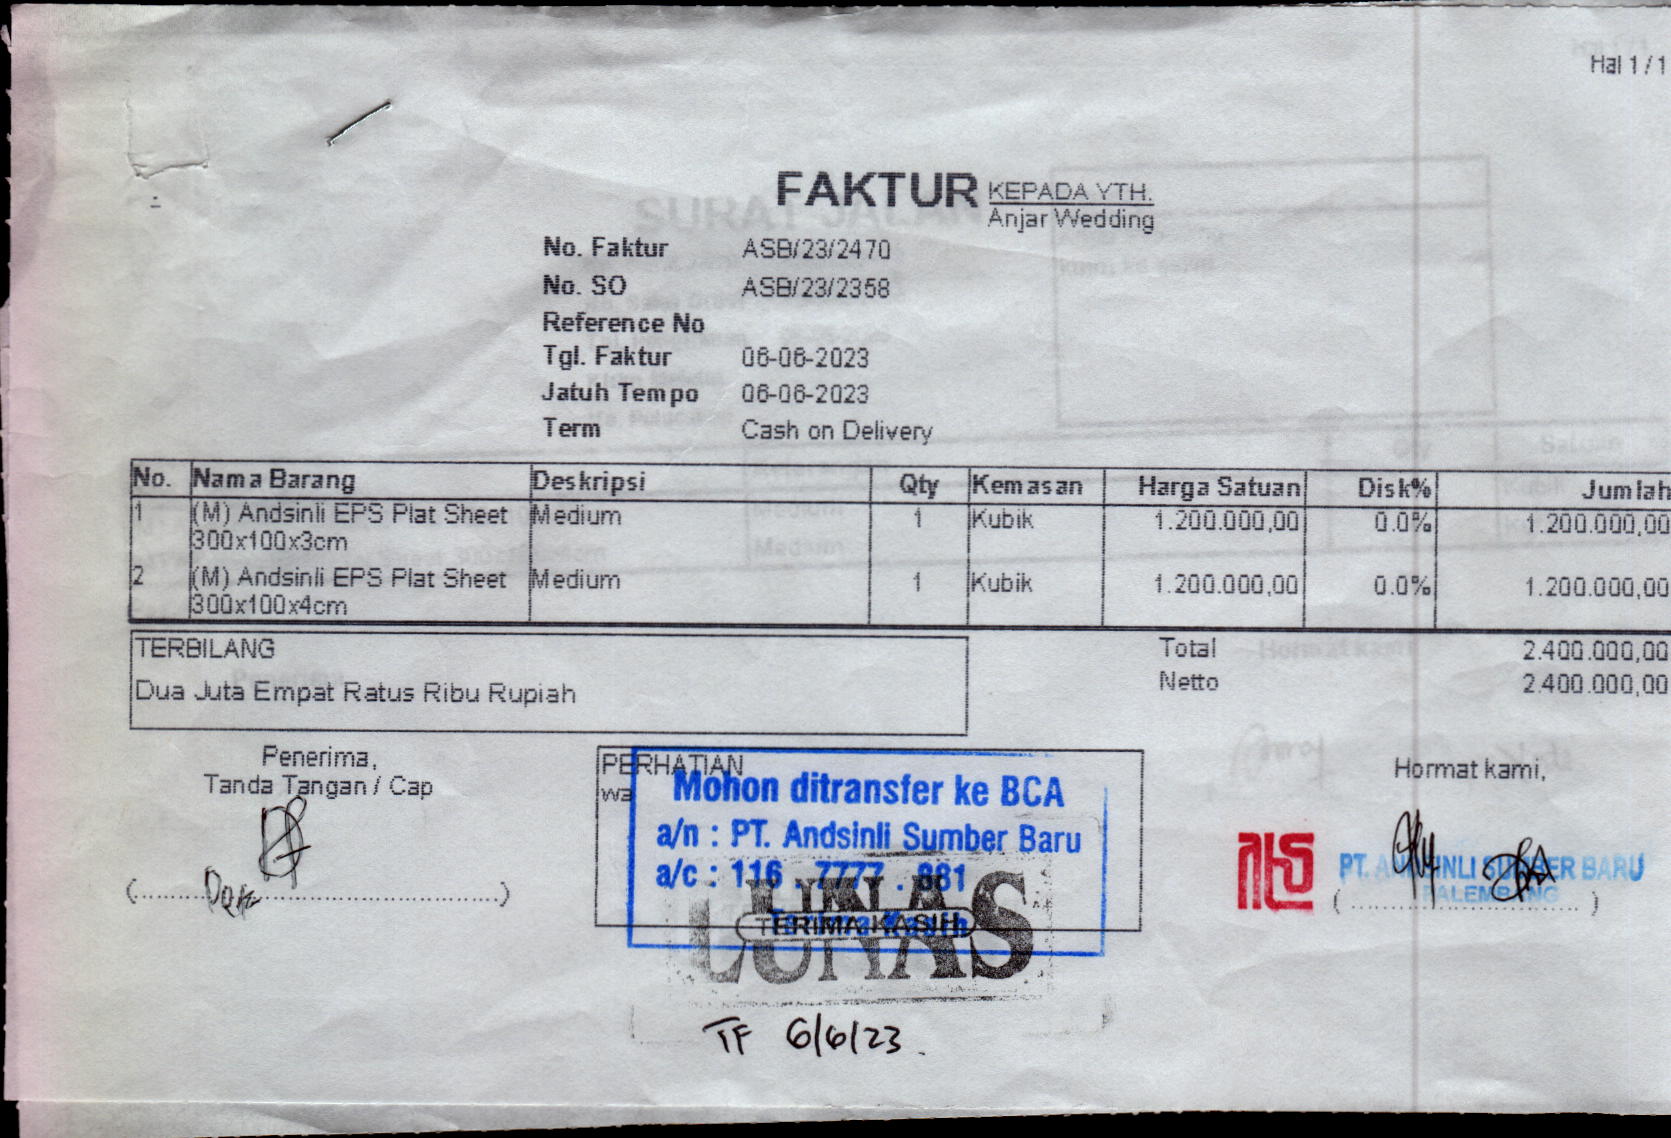 Hal 1 / 1
FAKTUR
KEPADA YTH.
Anjar Wedding
No. Faktur ASB/23/2470
No. SO ASB/23/2358
Reference No
Tgl. Faktur 06-06-2023
Jatuh Tempo 06-06-2023
Term Cash on Delivery
No. Nama Barang Deskripsi Qty Kemasan Harga Satuan Disk% Jumlah
1 (M) Andsinli EPS Plat Sheet Medium 1 Kubik 1.200.000,00 0.0% 1.200.000,00
300x100x3cm
2 (M) Andsinli EPS Plat Sheet Medium 1 Kubik 1.200.000,00 0.0% 1.200.000,00
300x100x4cm
TERBILANG
Dua Juta Empat Ratus Ribu Rupiah
Total 2.400.000,00
Netto 2.400.000,00
Penerima,
Tanda Tangan / Cap
PERHATIAN
Mohon ditransfer ke BCA
a/n : PT. Andsinli Sumber Baru
a/c : 116 . 7777 . 881
Terima Kasih
LUNAS
TERIMA KASIH
TF 6/6/23.
Hormat kami,
PT. ANDSINLI SUMBER BARU
PALEMBANG